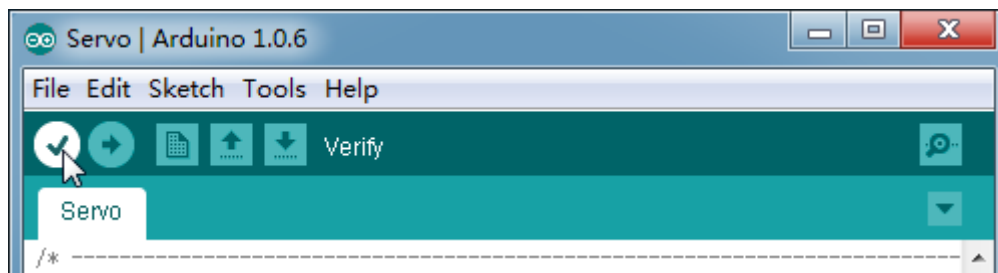 Servo | Arduino 1.0.6
File Edit Sketch Tools Help
Verify
Servo
/* --------------------------------------------------------------------------